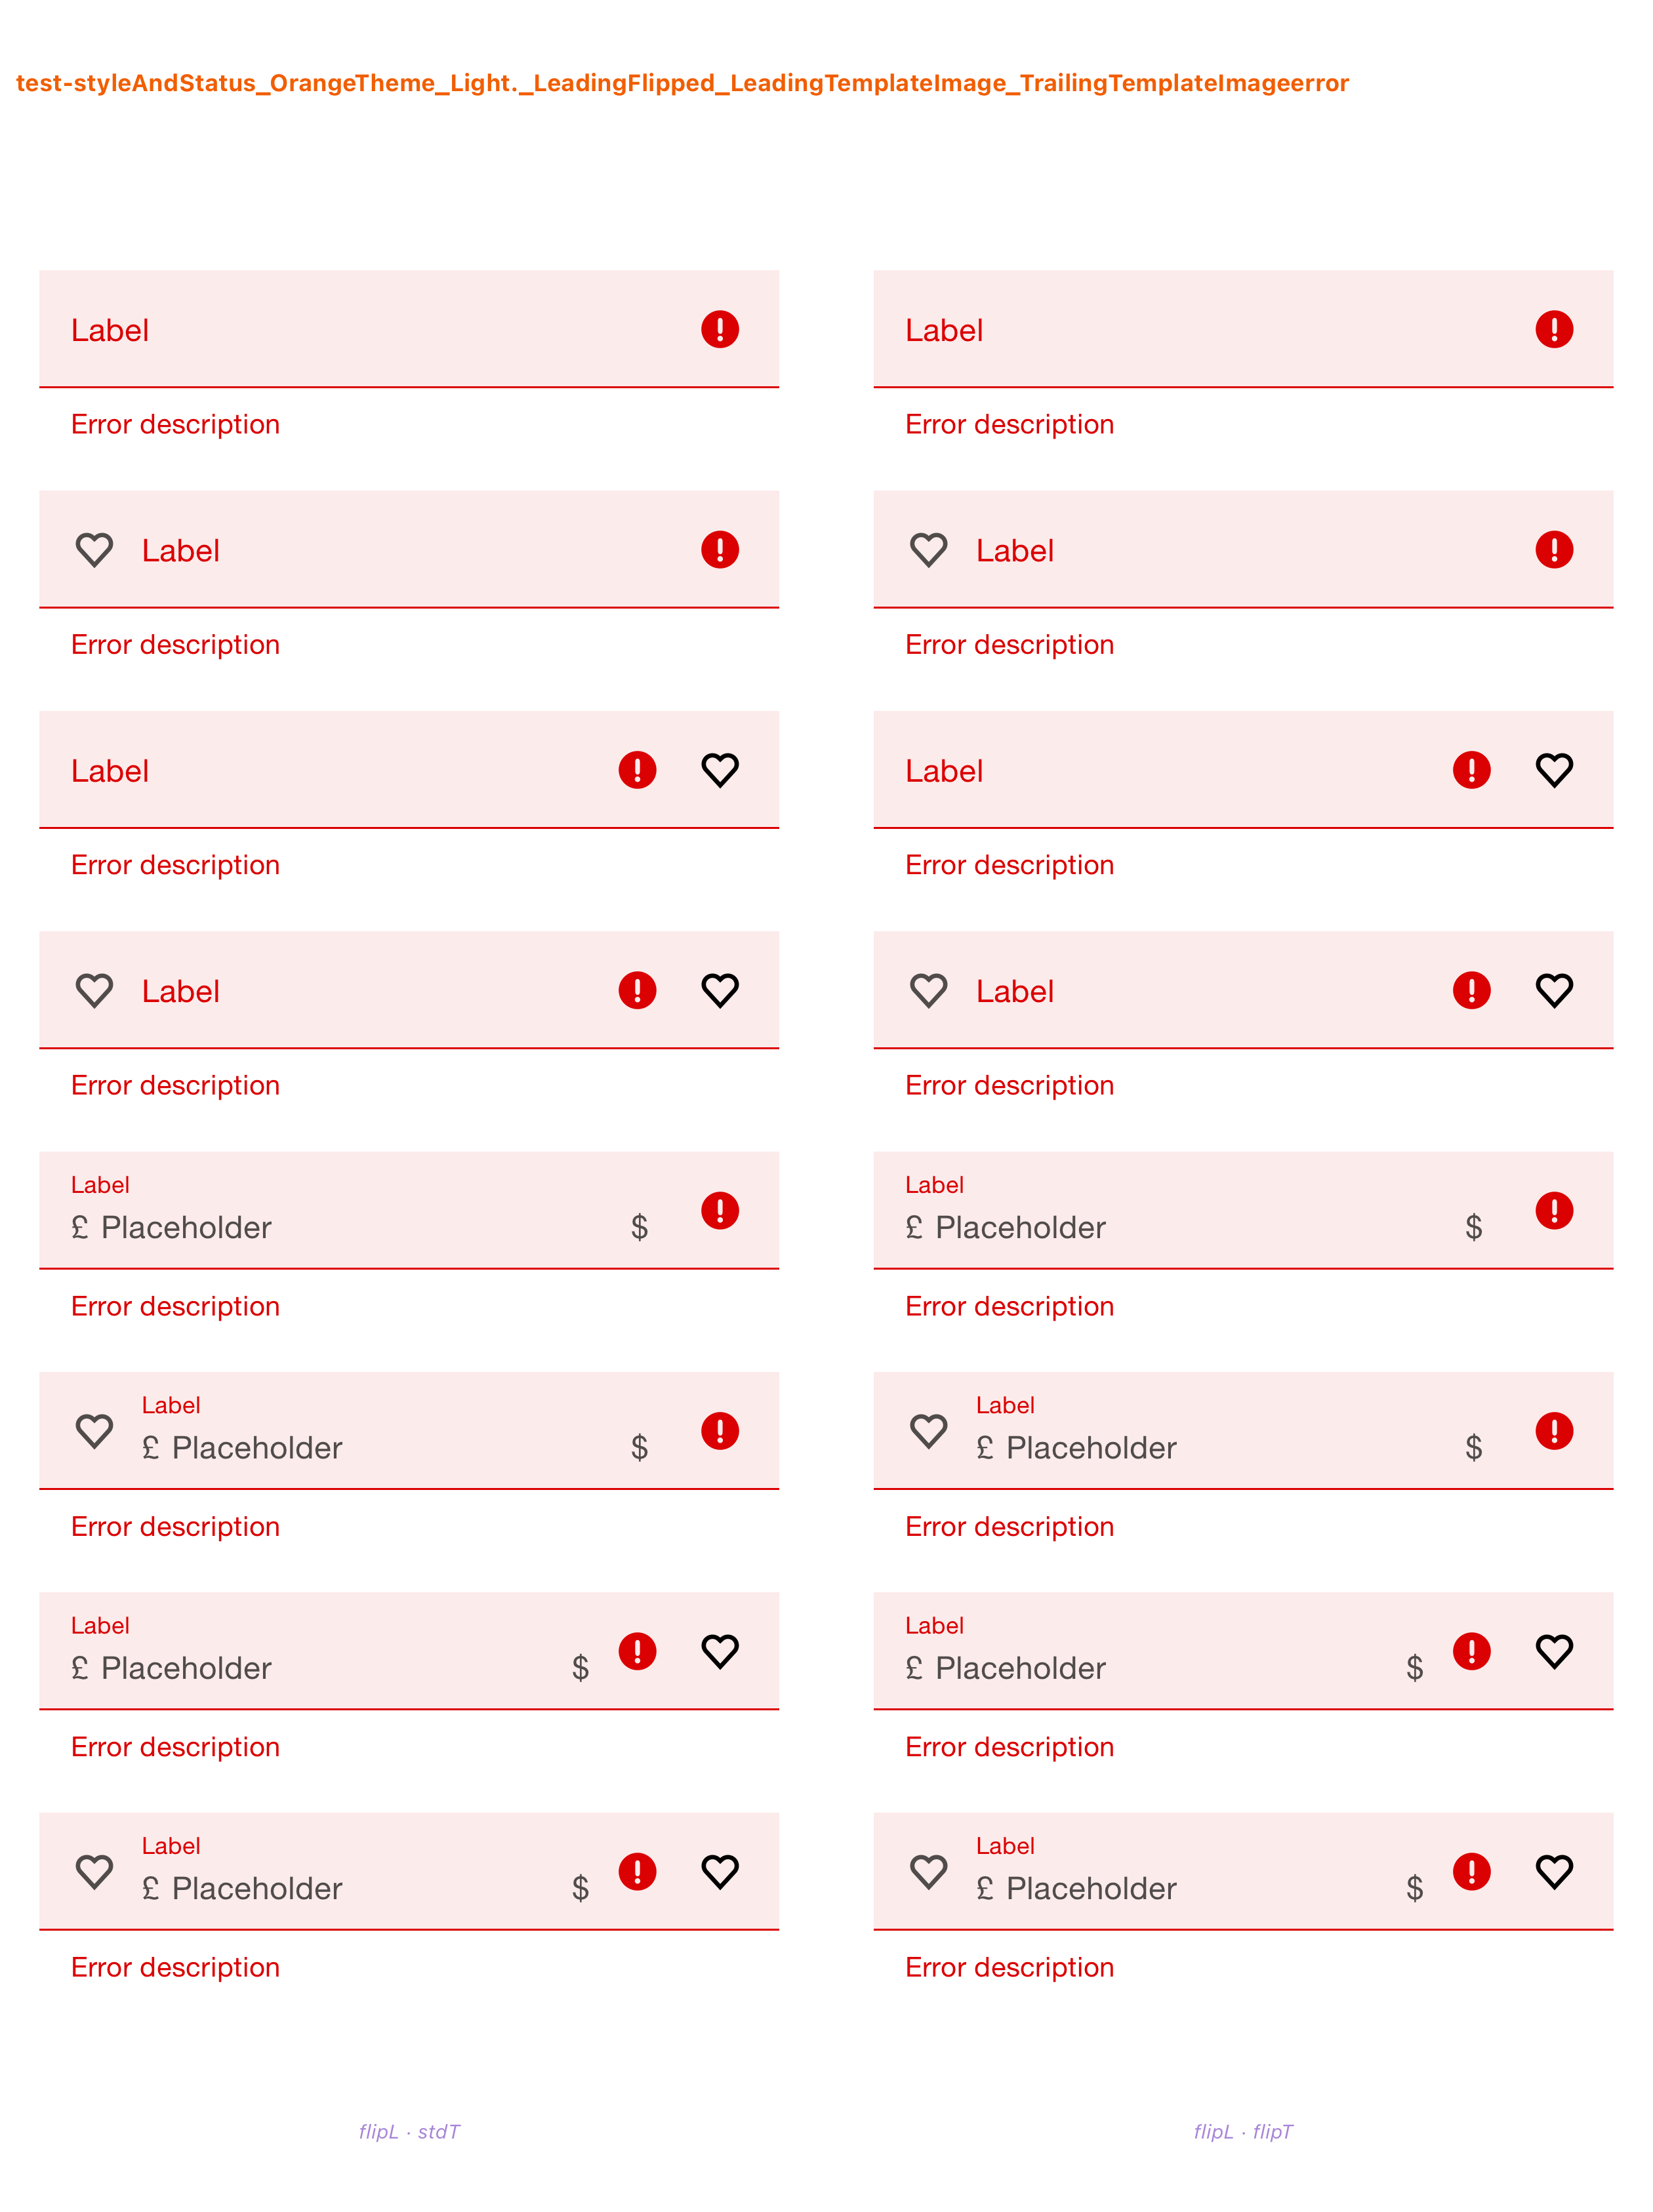 test-styleAndStatus_OrangeTheme_Light._LeadingFlipped_LeadingTemplateImage_TrailingTemplateImageerror
Label
Error description
Label
Error description
Label
Error description
Label
Error description
Label
£ Placeholder $
Error description
Label
£ Placeholder $
Error description
Label
£ Placeholder $
Error description
Label
£ Placeholder $
Error description
flipL · stdT
Label
Error description
Label
Error description
Label
Error description
Label
Error description
Label
£ Placeholder $
Error description
Label
£ Placeholder $
Error description
Label
£ Placeholder $
Error description
Label
£ Placeholder $
Error description
flipL · flipT